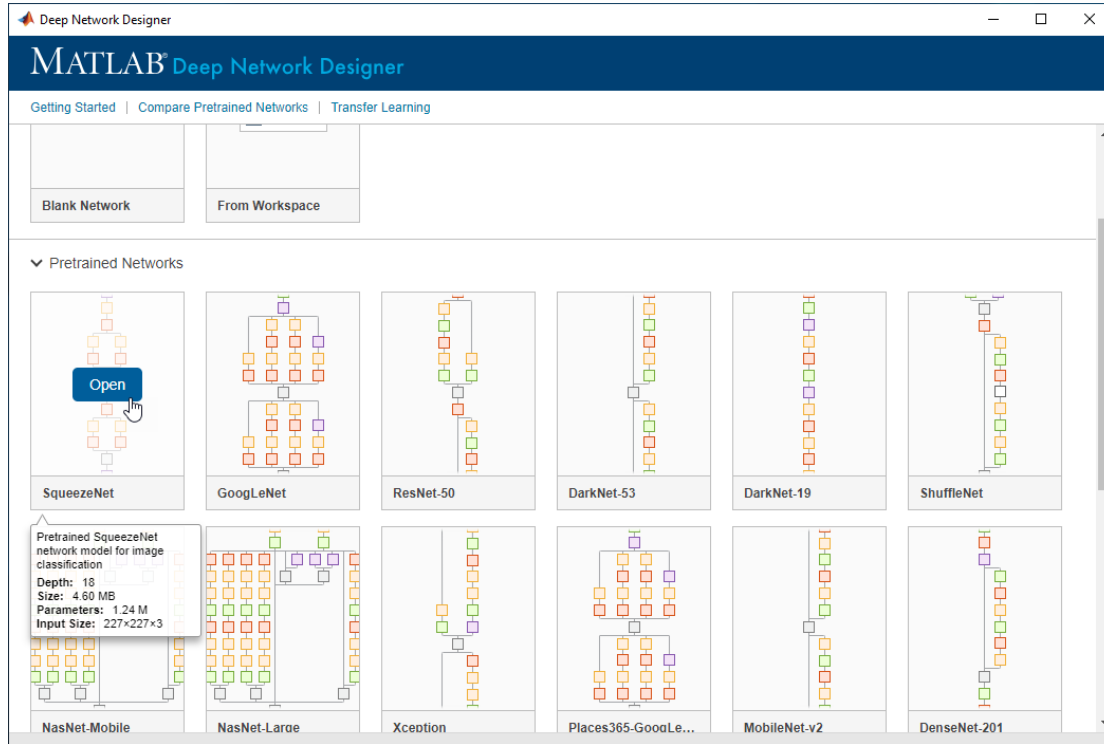 Deep Network Designer
MATLAB® Deep Network Designer
Getting Started | Compare Pretrained Networks | Transfer Learning
Blank Network
From Workspace
Pretrained Networks
Open
SqueezeNet
GoogLeNet
ResNet-50
DarkNet-53
DarkNet-19
ShuffleNet
Pretrained SqueezeNet
network model for image
classification
Depth: 18
Size: 4.60 MB
Parameters: 1.24 M
Input Size: 227×227×3
NasNet-Mobile
NasNet-Large
Xception
Places365-GoogLe...
MobileNet-v2
DenseNet-201